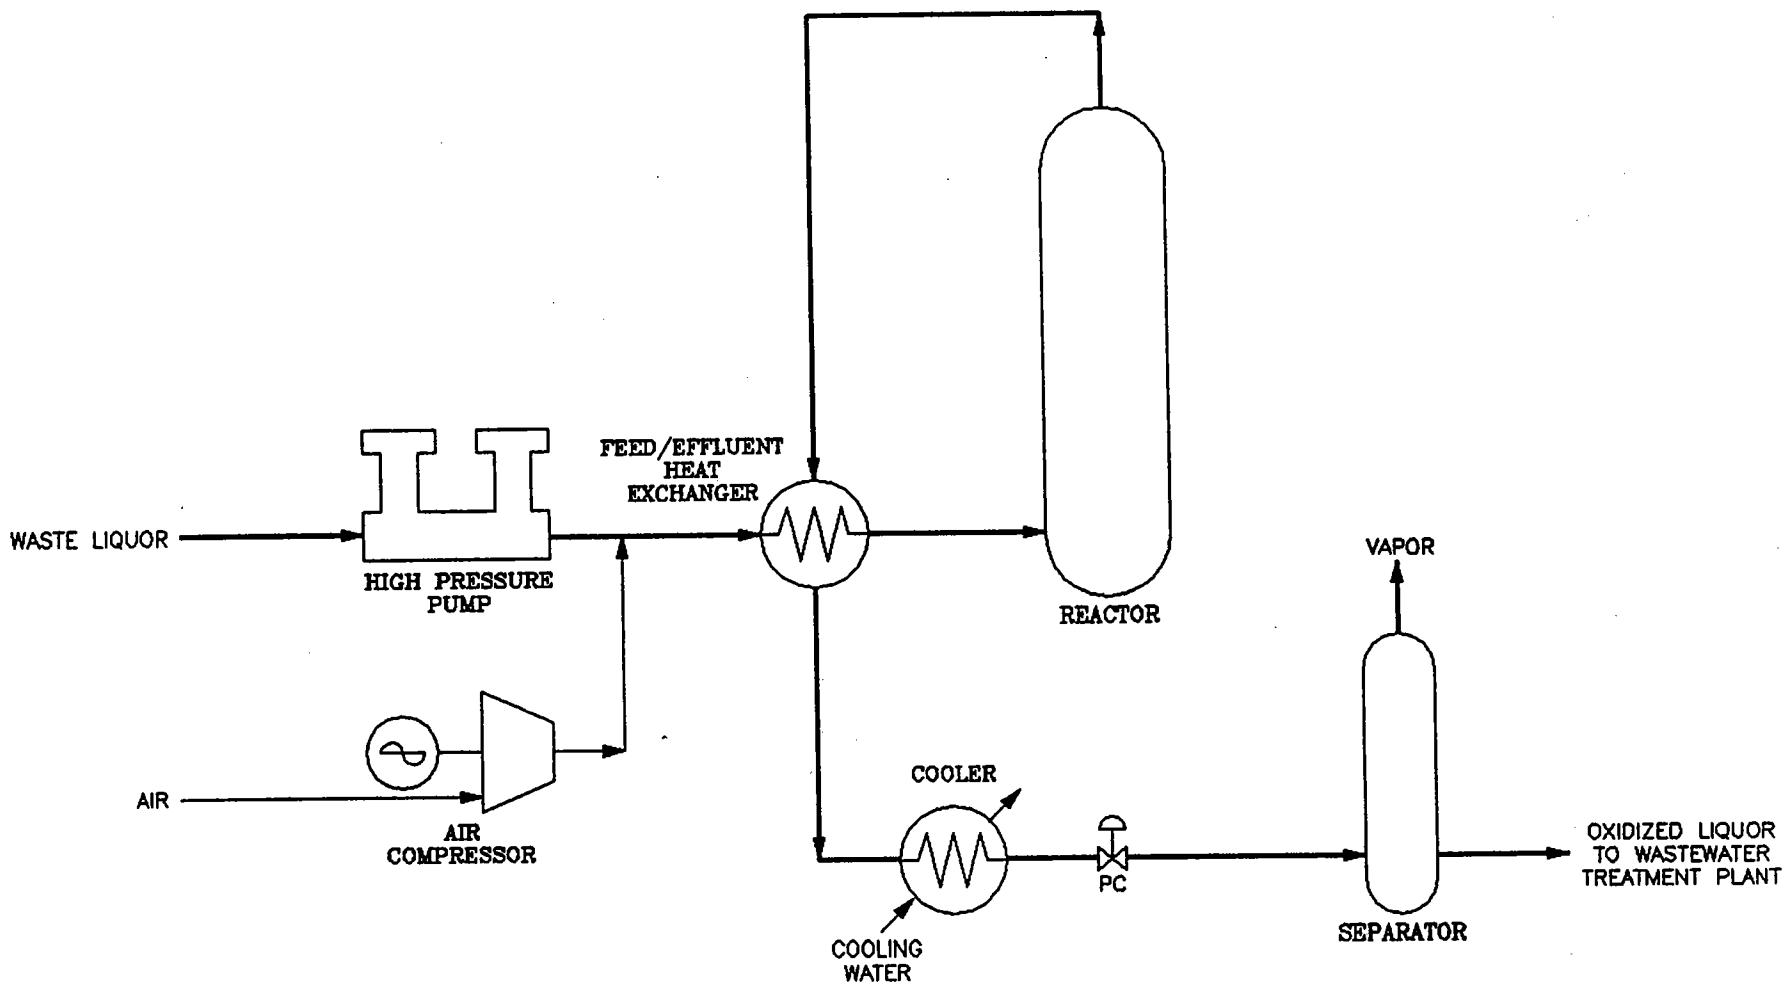 FEED/EFFLUENT
HEAT
EXCHANGER
WASTE LIQUOR
HIGH PRESSURE
PUMP
REACTOR
VAPOR
AIR
AIR
COMPRESSOR
COOLER
PC
COOLING
WATER
OXIDIZED LIQUOR
TO WASTEWATER
TREATMENT PLANT
SEPARATOR